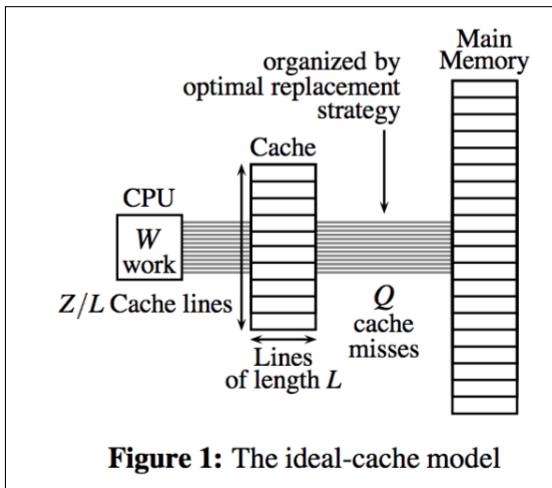 Main
Memory
organized by
optimal replacement
strategy
Cache
CPU
W
work
Z/L Cache lines
Q
cache
misses
Lines
of length L
Figure 1: The ideal-cache model